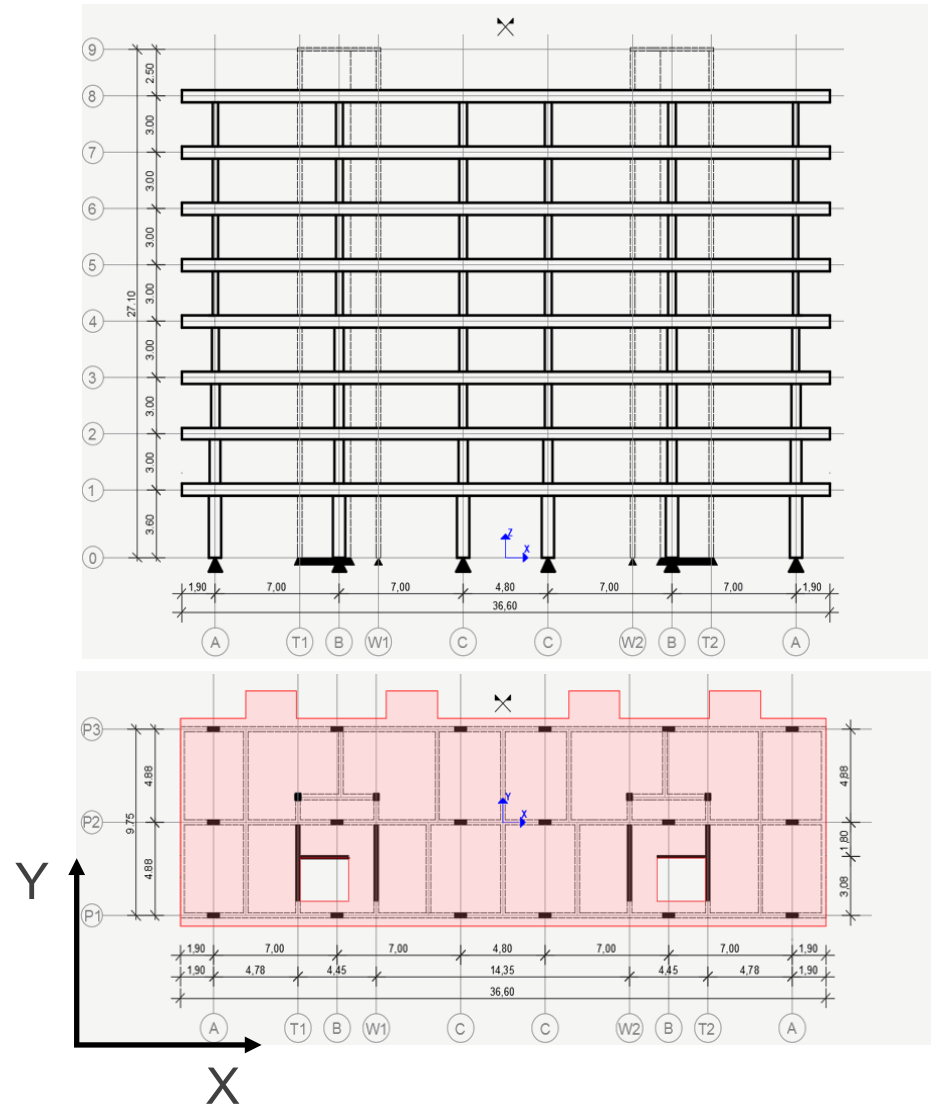 9
8
7
6
5
4
3
2
1
0
2.50
3.00
3.00
3.00
3.00
3.00
3.00
3.00
3.60
27.10
Z
X
1,90 7,00 7,00 4,80 7,00 7,00 1,90
36,60
A T1 B W1 C C W2 B T2 A
P3
P2
P1
4.88
4.88
9.75
Y
X
4,88
1,80
3,08
Y
X
1,90 7,00 7,00 4,80 7,00 7,00 1,90
1,90 4,78 4,45 14,35 4,45 4,78 1,90
36,60
A T1 B W1 C C W2 B T2 A